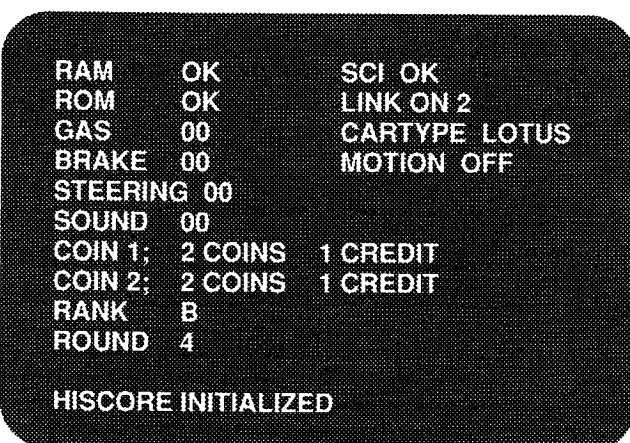 RAM OK SCI OK
ROM OK LINK ON 2
GAS 00 CARTYPE LOTUS
BRAKE 00 MOTION OFF
STEERING 00
SOUND 00
COIN 1; 2 COINS 1 CREDIT
COIN 2; 2 COINS 1 CREDIT
RANK B
ROUND 4
HISCORE INITIALIZED